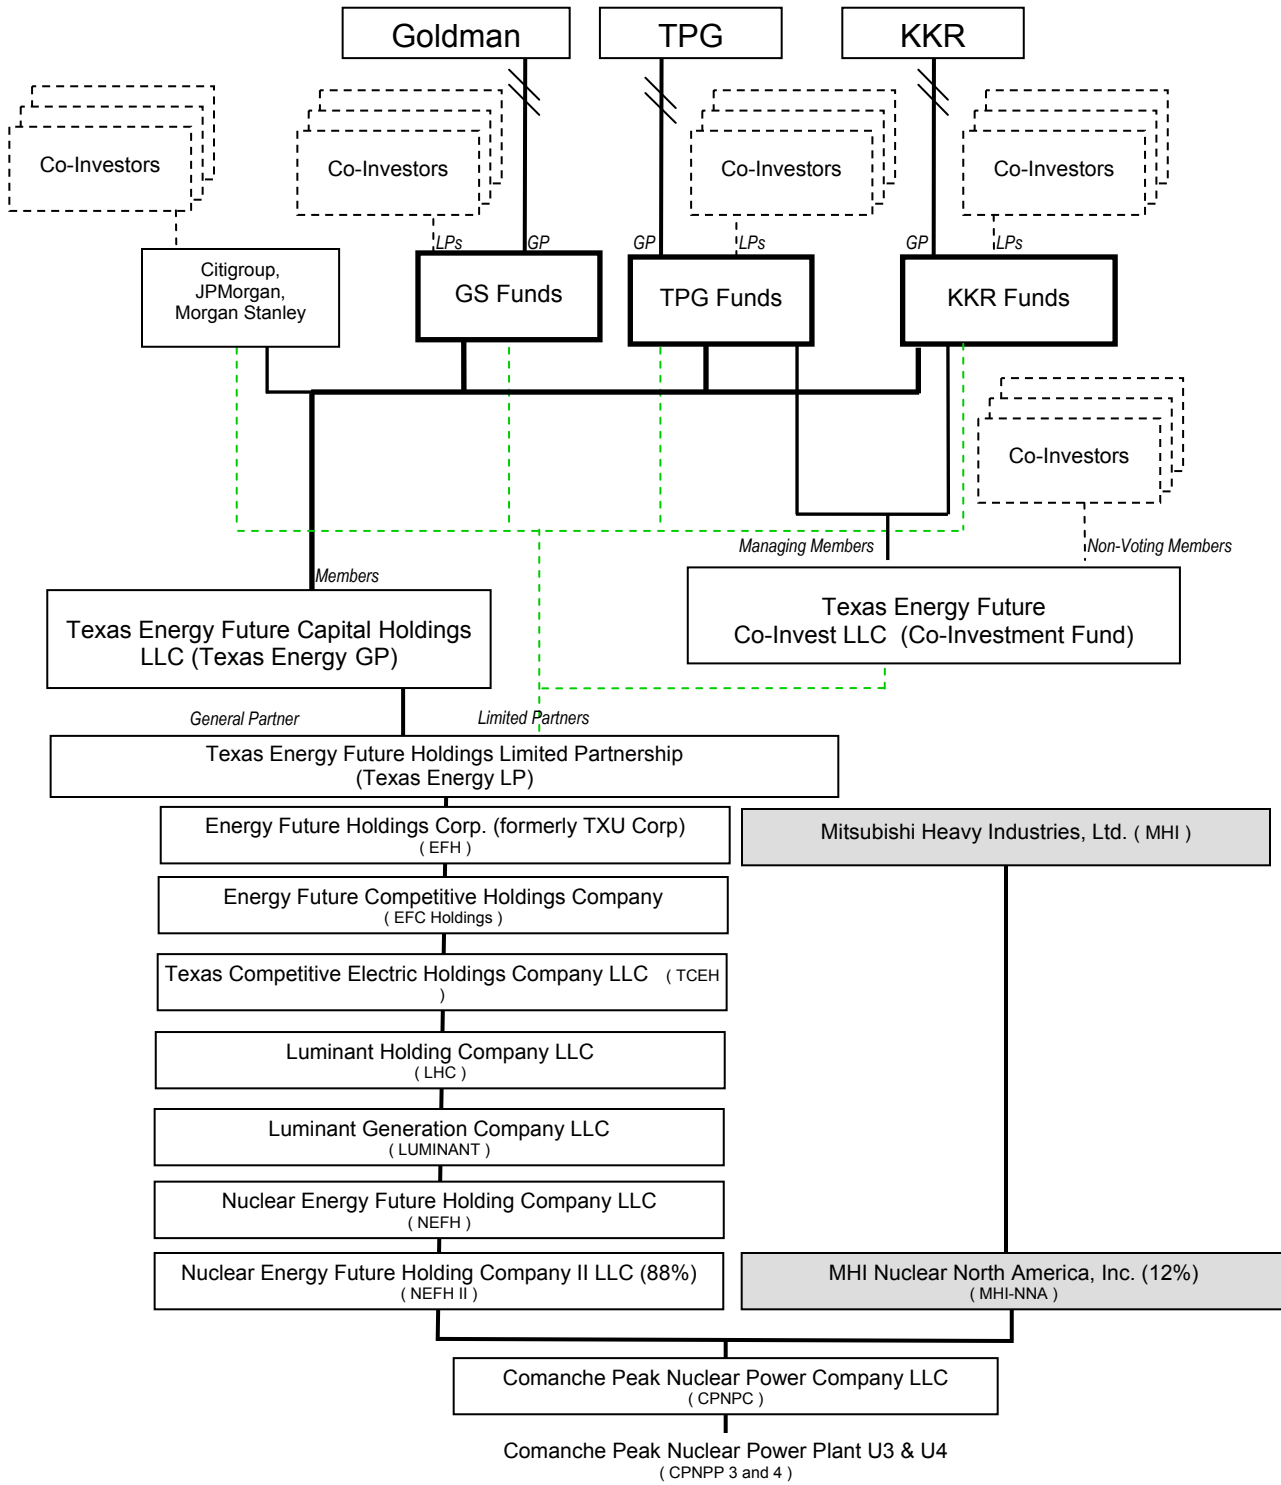 Goldman
TPG
KKR
Co-Investors
Co-Investors
Co-Investors
Co-Investors
LPs
GP
GP
LPs
GP
LPs
Citigroup,
JPMorgan,
Morgan Stanley
GS Funds
TPG Funds
KKR Funds
Co-Investors
Managing Members
Non-Voting Members
Members
Texas Energy Future Capital Holdings
LLC (Texas Energy GP)
Texas Energy Future
Co-Invest LLC (Co-Investment Fund)
General Partner
Limited Partners
Texas Energy Future Holdings Limited Partnership
(Texas Energy LP)
Energy Future Holdings Corp. (formerly TXU Corp)
( EFH )
Mitsubishi Heavy Industries, Ltd. ( MHI )
Energy Future Competitive Holdings Company
( EFC Holdings )
Texas Competitive Electric Holdings Company LLC ( TCEH
)
Luminant Holding Company LLC
( LHC )
Luminant Generation Company LLC
( LUMINANT )
Nuclear Energy Future Holding Company LLC
( NEFH )
Nuclear Energy Future Holding Company II LLC (88%)
( NEFH II )
MHI Nuclear North America, Inc. (12%)
( MHI-NNA )
Comanche Peak Nuclear Power Company LLC
( CPNPC )
Comanche Peak Nuclear Power Plant U3 & U4
( CPNPP 3 and 4 )